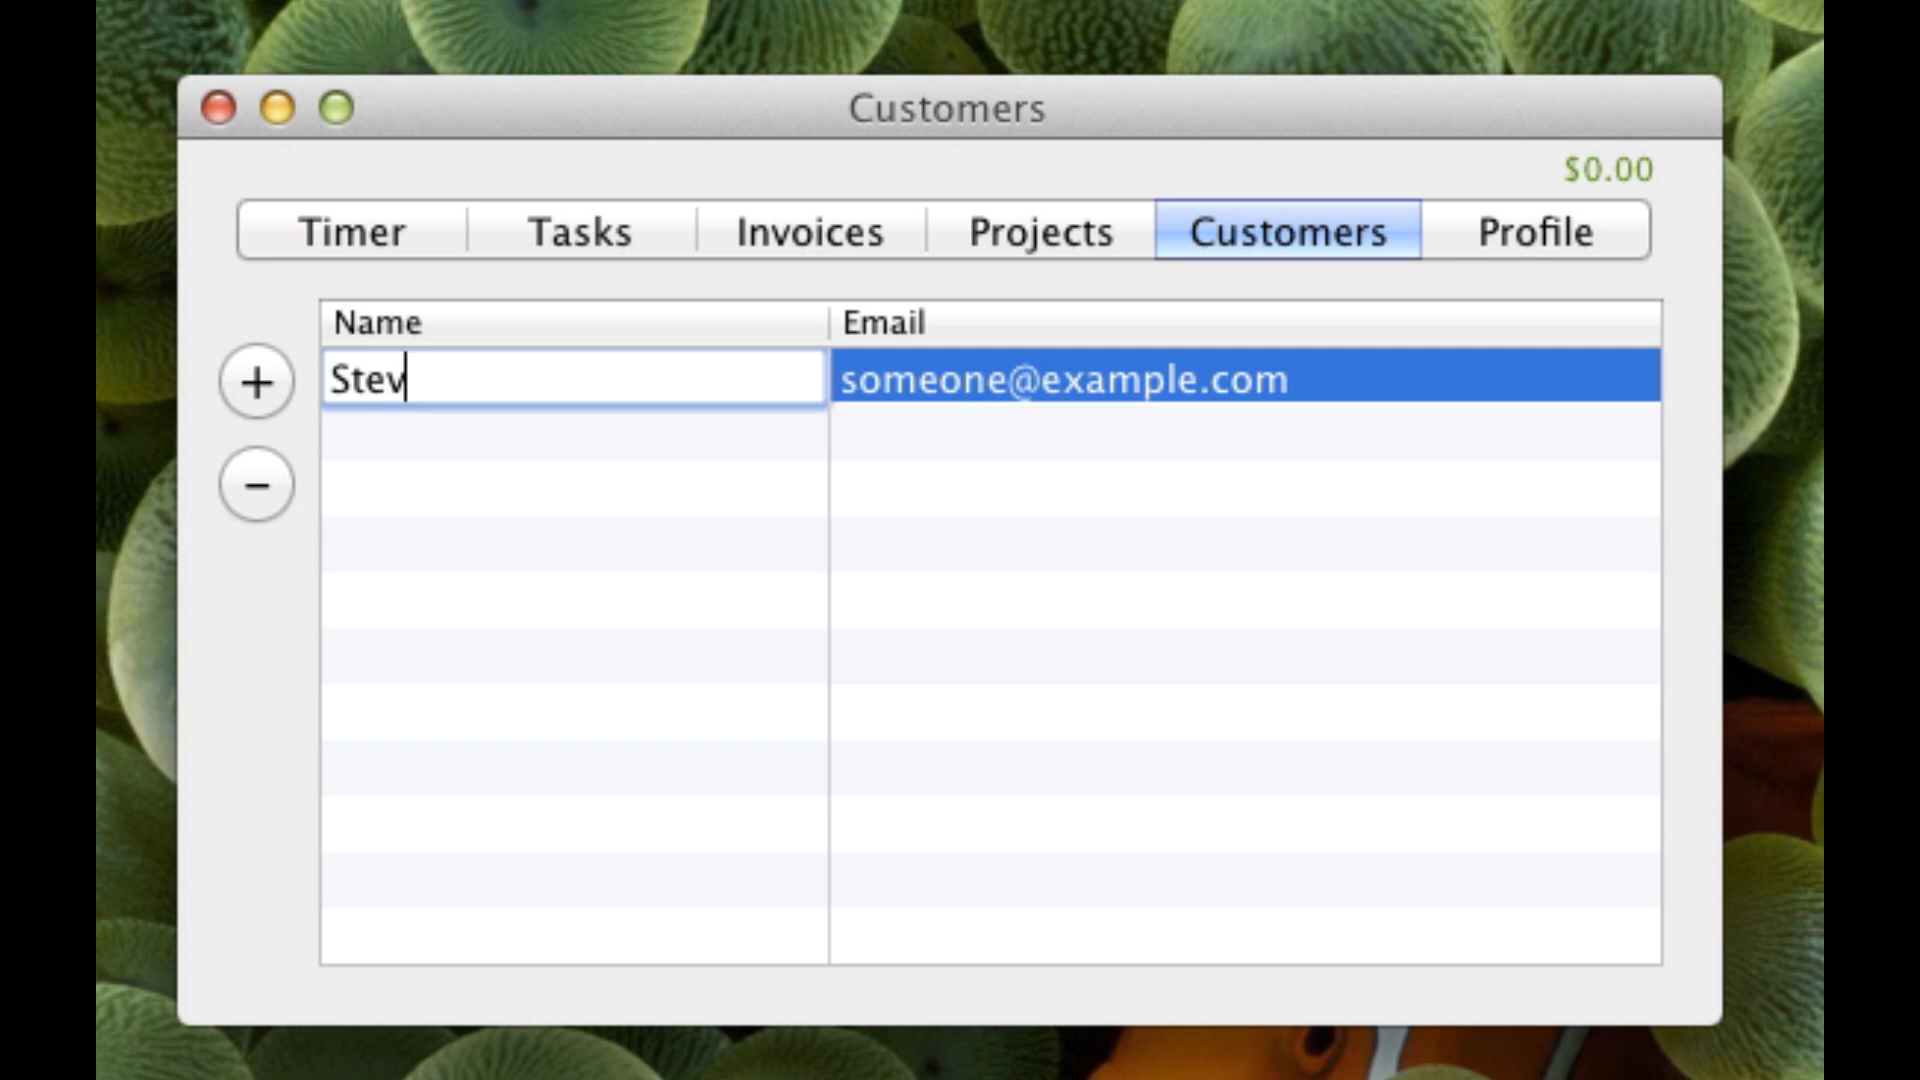 Customers
$0.00
Timer Tasks Invoices Projects Customers Profile
Name Email
+
Stev someone@example.com
-